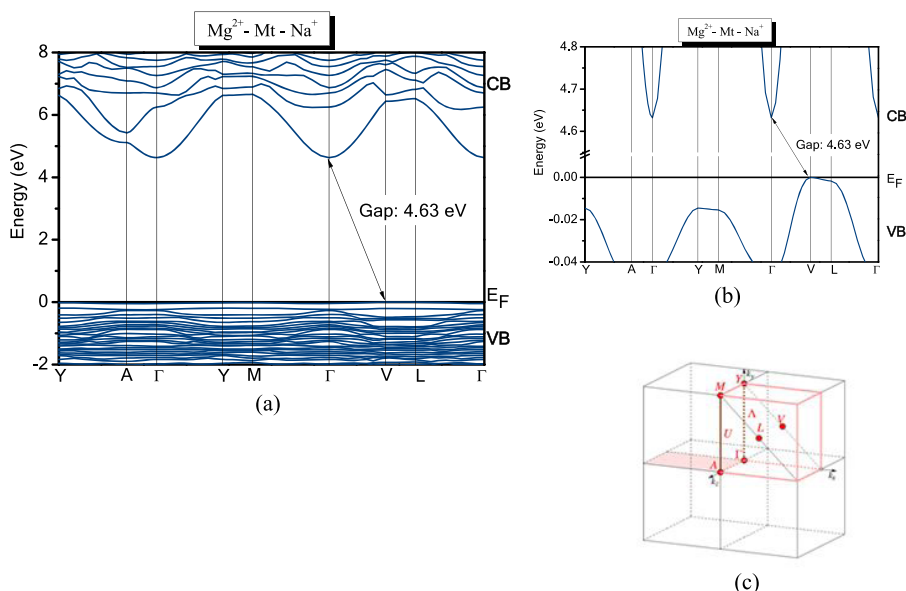 Mg2+- Mt - Na+
8
6
4
2
0
-2
Energy (eV)
CB
Gap: 4.63 eV
EF
VB
Y A Γ Y M Γ V L Γ
(a)
Mg2+- Mt - Na+
4.8
4.6
0.00
-0.02
-0.04
Energy (eV)
CB
Gap: 4.63 eV
EF
VB
Y A Γ Y M Γ V L Γ
(b)
M Y
Λ V
U L
Γ
A
(c)